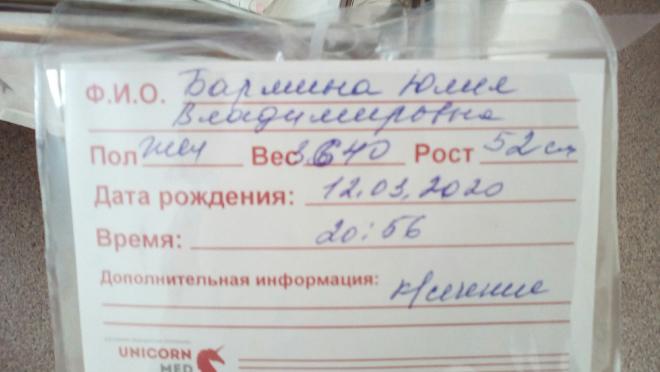 Ф.И.О. Бармина Юлия
Владимировна
Пол жен Вес 3640 Рост 52 см
Дата рождения: 12.03.2020
Время: 20:56
Дополнительная информация: к/сечение
UNICORN
MED